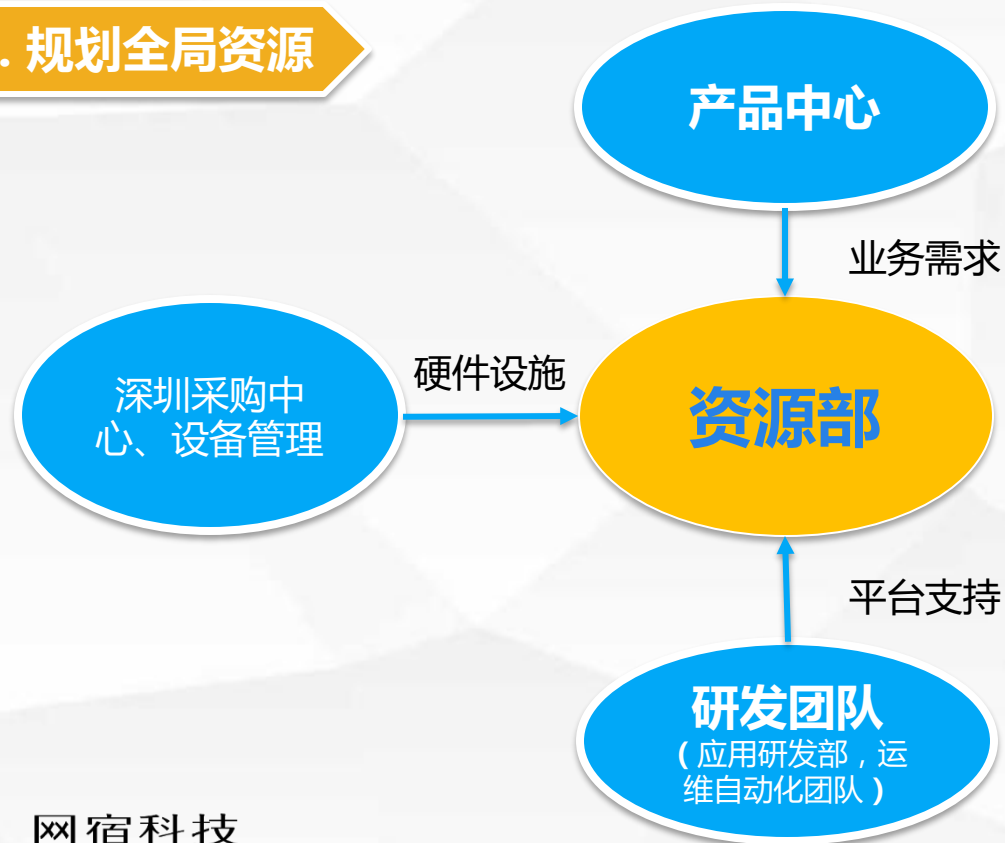 . 规划全局资源
产品中心
业务需求
深圳采购中
心、设备管理
硬件设施
资源部
平台支持
研发团队
(应用研发部，运
维自动化团队)
网宿科技